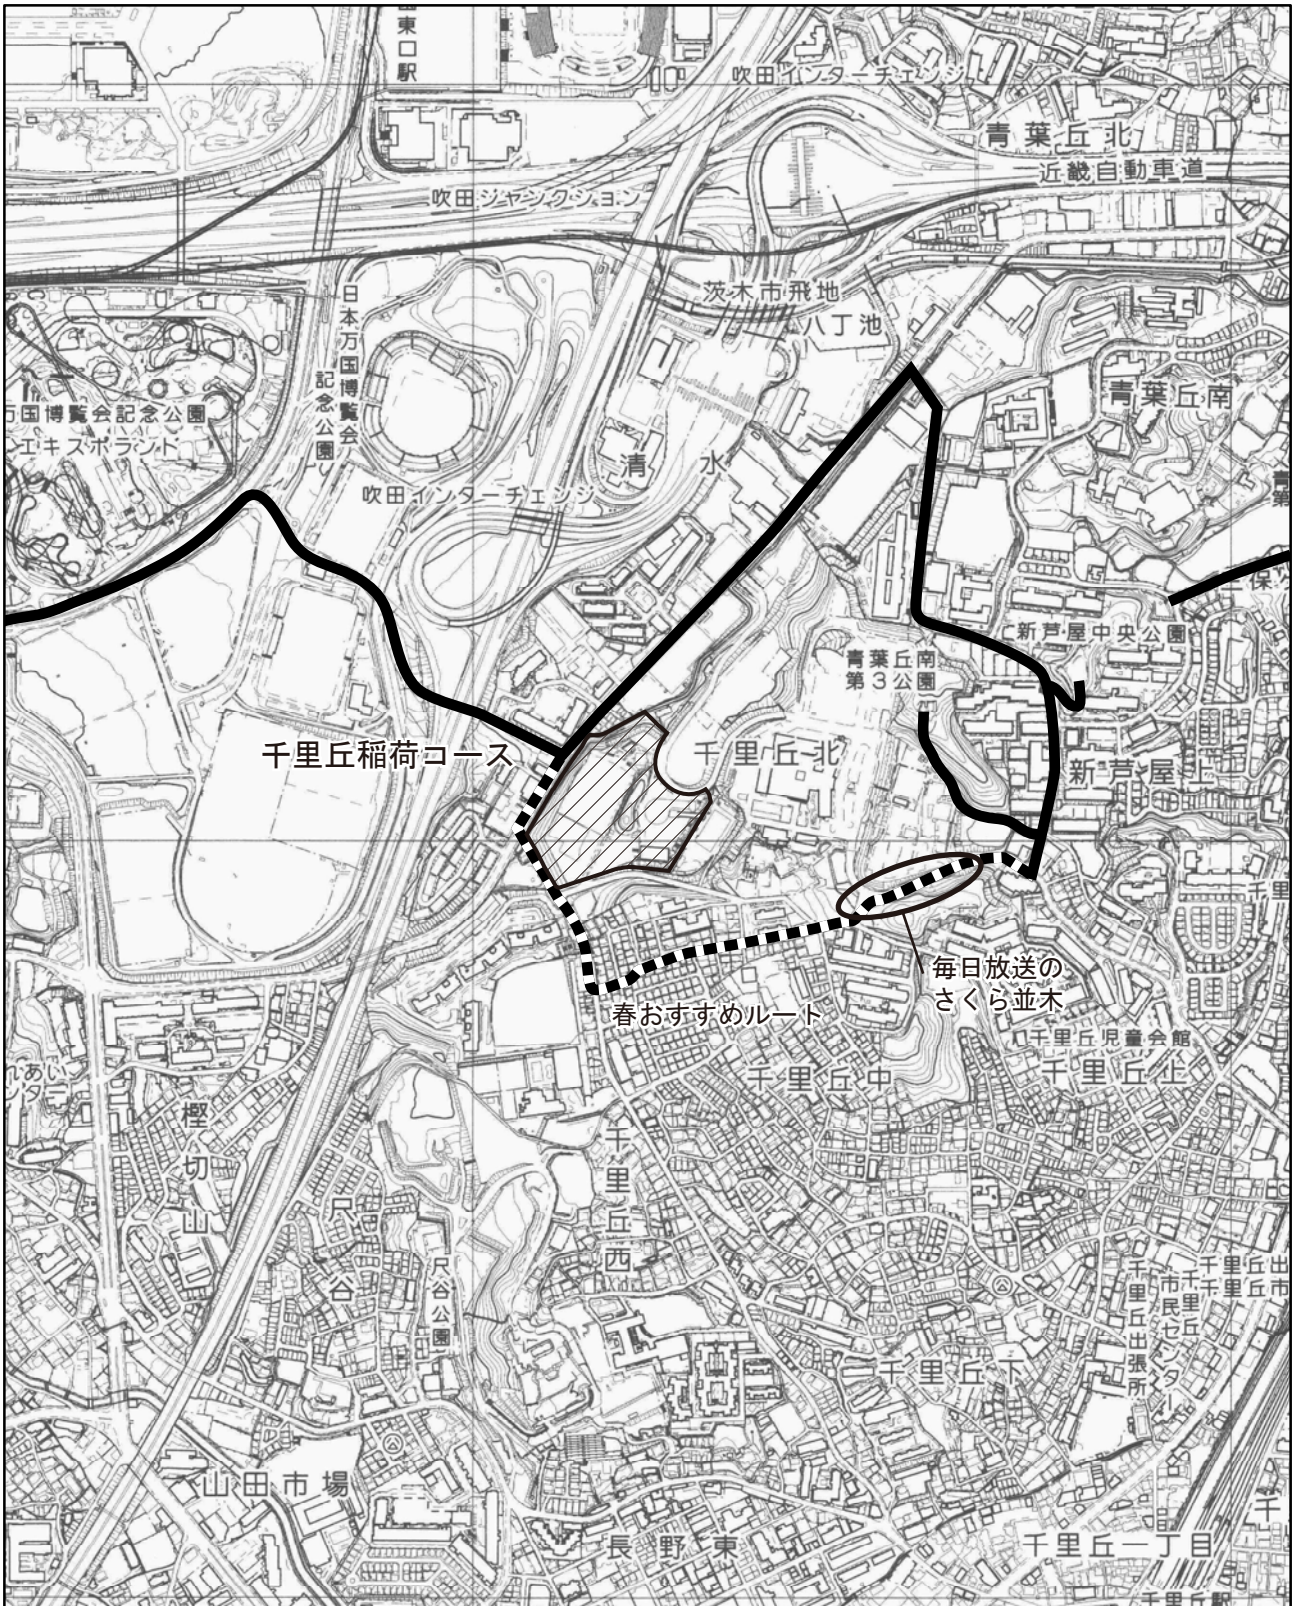 東口駅
吹田インターチェンジ
青葉丘北
近畿自動車道
吹田ジャンクション
茨木市飛地
八丁池
日本万国博覧会
記念公園
万国博覧会記念公園
エキスポランド
青葉丘南
清水
吹田インターチェンジ
新芦屋中央公園
青葉丘南
第3公園
千里丘稲荷コース
千里丘北
新芦屋上
毎日放送の
さくら並木
春おすすめルート
千里丘児童会館
千里丘中
千里丘上
樫切山
千里丘西
尺谷
尺谷公園
千里丘出張所
市民センター
千里丘
千里丘下
山田市場
長野東
千里丘一丁目
千里丘駅